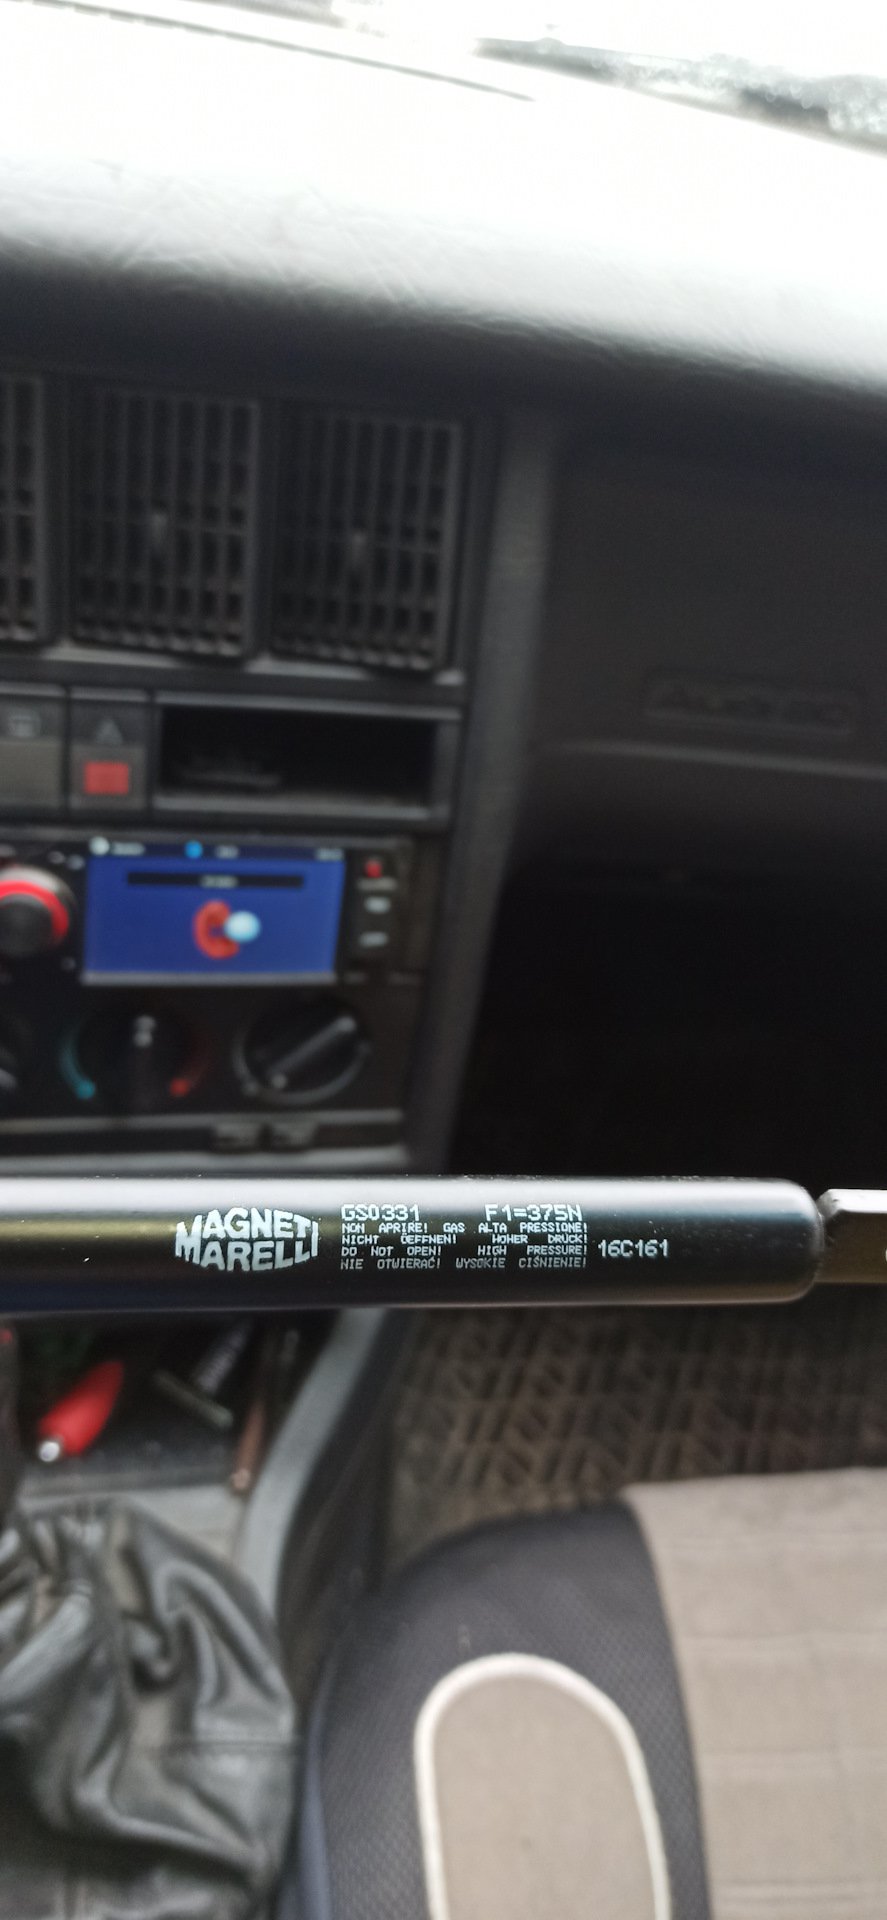 MAGNETI
MARELLI
GS0331 F1=375N
NON APRIRE! GAS ALTA PRESSIONE!
NICHT OEFFNEN! HOHER DRUCK!
DO NOT OPEN! HIGH PRESSURE!
NIE OTWIERAĆ! WYSOKIE CIŚNIENIE!
16C161